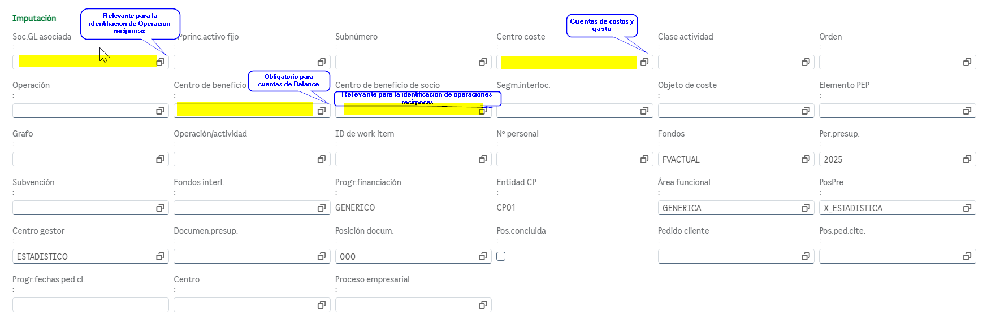 Imputación
Relevante para la
identifiacion de Operacion
reciprocas
Cuentas de costos y
gasto
Soc.GL asociada
:
princ.activo fijo
:
Subnúmero
:
Centro coste
:
Clase actividad
:
Orden
:
Operación
:
Centro de beneficio
:
Obligatorio para
cuentas de Balance
Centro de beneficio de socio
Relevante para la identificacion de operaciones
recirpocas
Segm.interloc.
Objeto de coste
:
Elemento PEP
:
Grafo
:
Operación/actividad
:
ID de work item
:
Nº personal
:
Fondos
:
FVACTUAL
Per.presup.
:
2025
Subvención
:
Fondos interl.
:
Progr.financiación
:
GENERICO
Entidad CP
:
CP01
Área funcional
:
GENERICA
PosPre
:
X_ESTADISTICA
Centro gestor
:
ESTADISTICO
Documen.presup.
:
Posición docum.
:
000
Pos.concluida
:
Pedido cliente
:
Pos.ped.clte.
:
Progr.fechas ped.cl.
:
Centro
:
Proceso empresarial
: